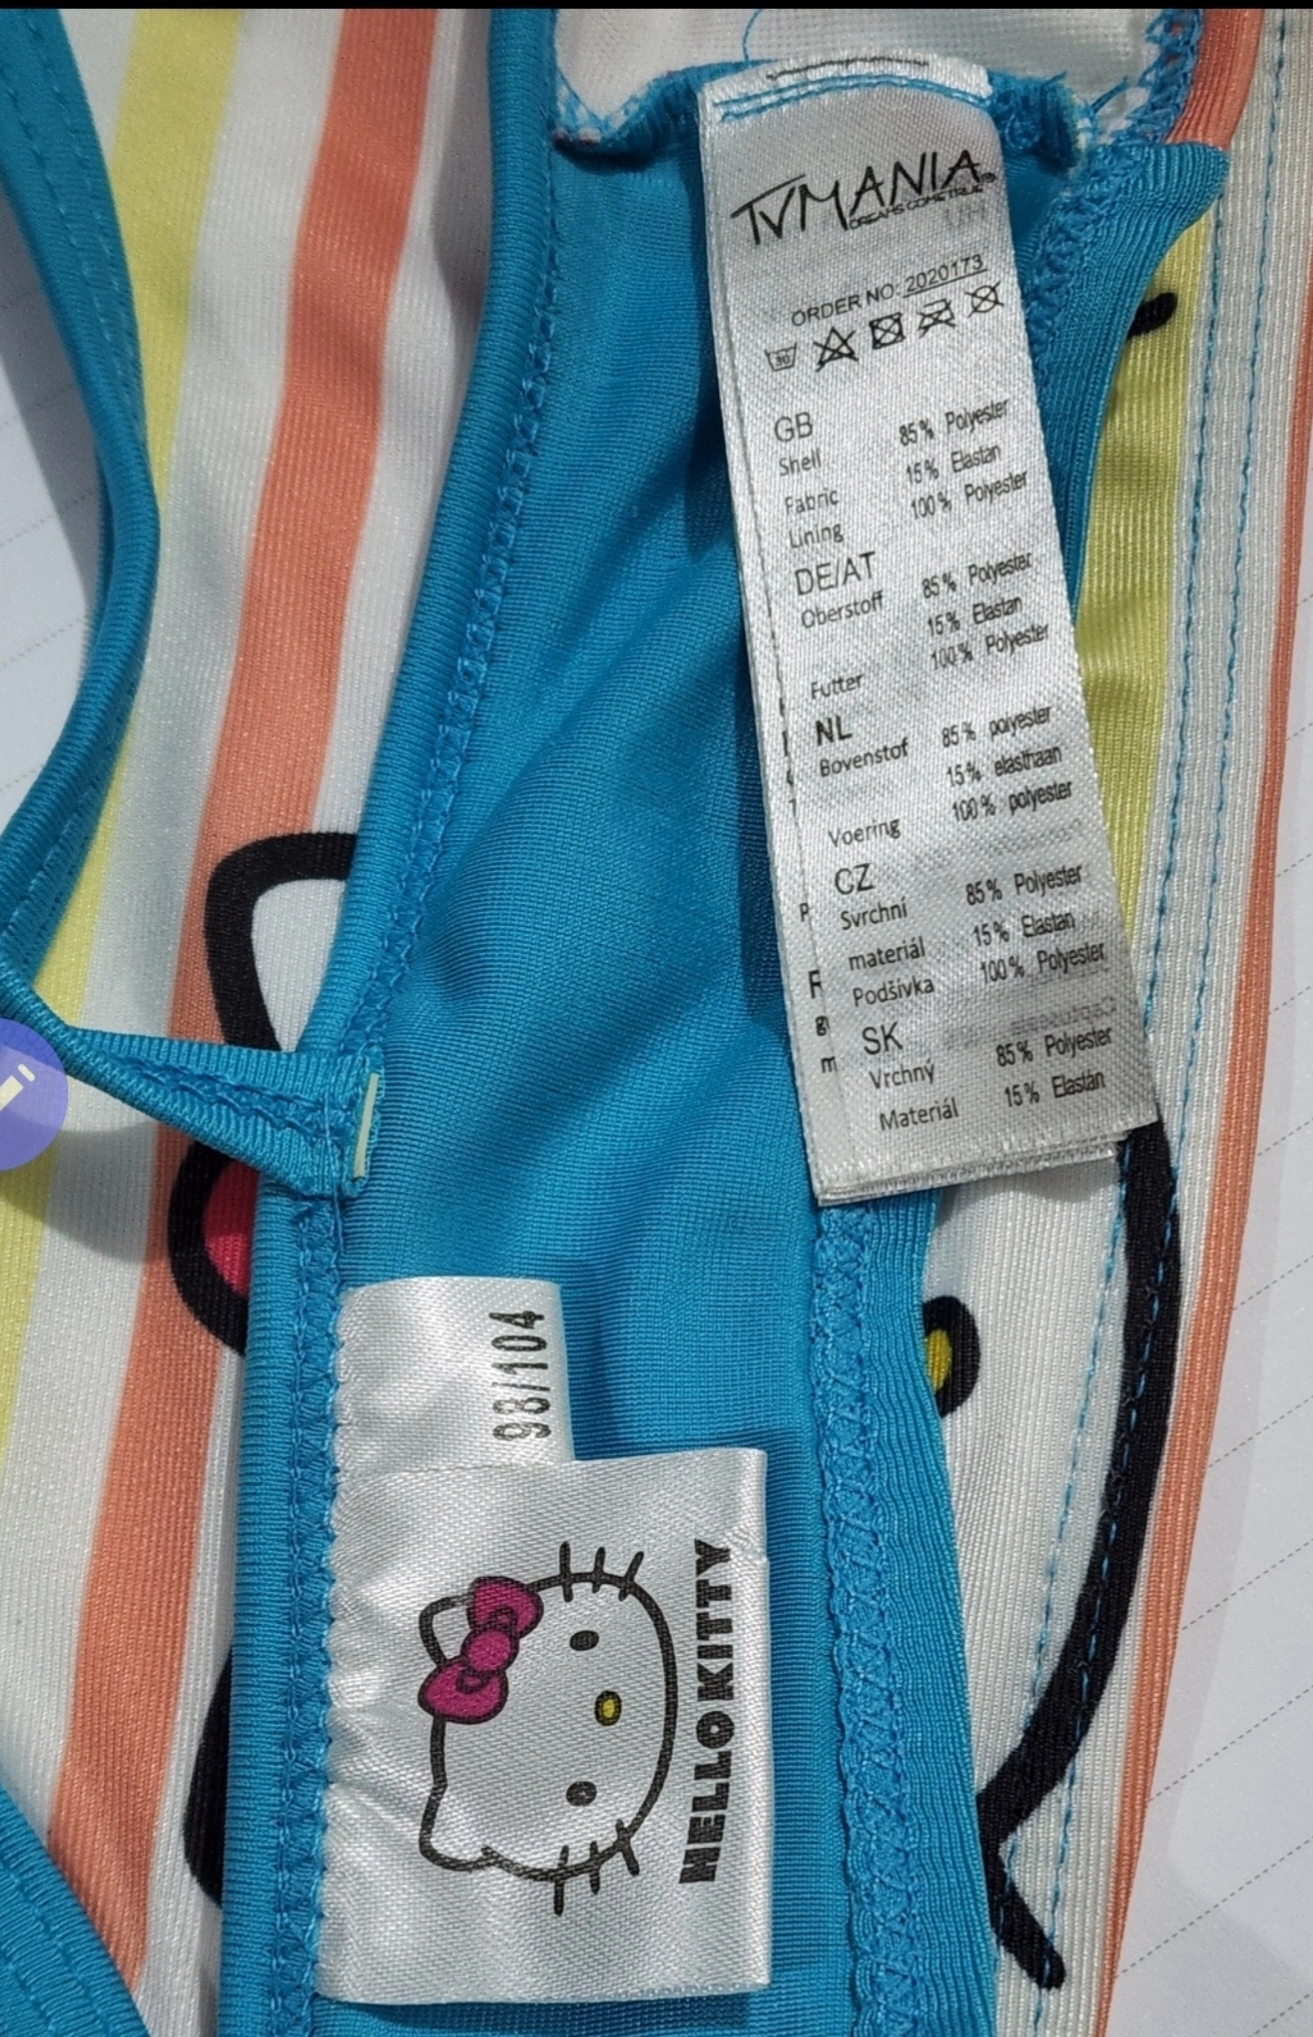 TVMANIA®
DREAMS COME TRUE
ORDER NO: 2020173
30
GB
Shell 85% Polyester
Fabric 15% Elastan
Lining 100% Polyester
DE/AT
Oberstoff 85% Polyester
15% Elastan
Futter 100% Polyester
NL
Bovenstof 85% polyester
15% elasthaan
Voering 100% polyester
CZ
Svrchní 85% Polyester
materiál 15% Elastan
Podšívka 100% Polyester
SK
Vrchný 85% Polyester
Materiál 15% Elastán
98/104
HELLO KITTY